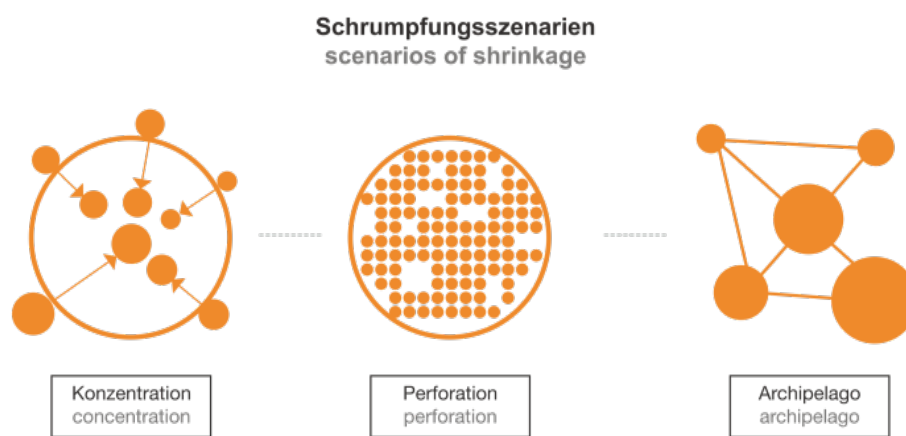 Schrumpfungsszenarien
scenarios of shrinkage
Konzentration
concentration
Perforation
perforation
Archipelago
archipelago